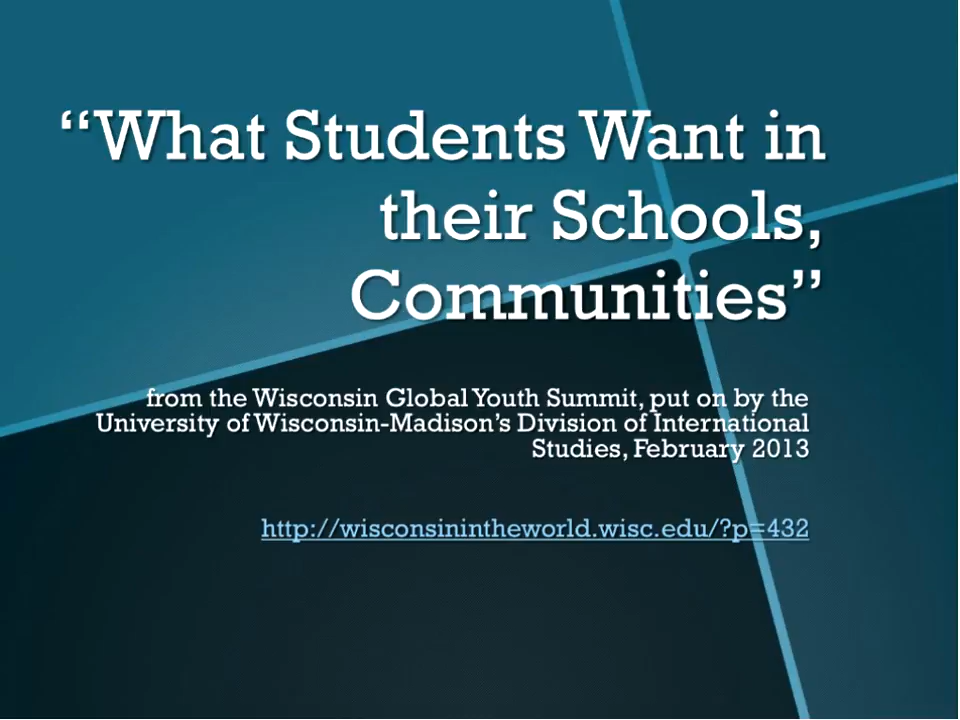 “What Students Want in
their Schools,
Communities”
from the Wisconsin Global Youth Summit, put on by the
University of Wisconsin-Madison’s Division of International
Studies, February 2013
http://wisconsinintheworld.wisc.edu/?p=432